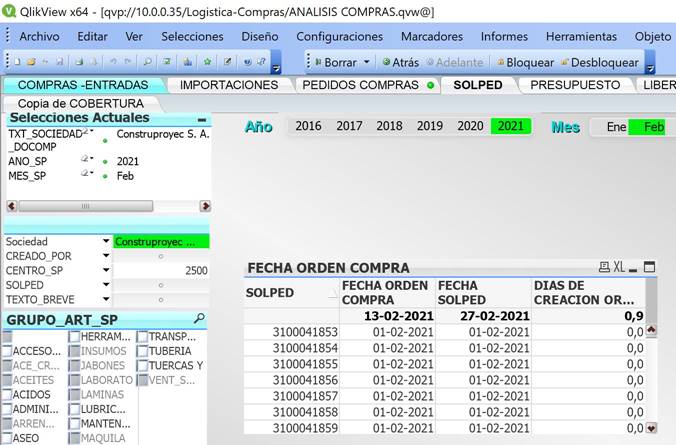 QlikView x64 - [qvp://10.0.0.35/Logistica-Compras/ANALISIS COMPRAS.qvw@]
Archivo Editar Ver Selecciones Diseño Configuraciones Marcadores Informes Herramientas Objeto
Borrar Atrás Adelante Bloquear Desbloquear
COMPRAS -ENTRADAS IMPORTACIONES PEDIDOS COMPRAS SOLPED PRESUPUESTO LIBER
Copia de COBERTURA
Selecciones Actuales
Año 2016 2017 2018 2019 2020 2021 Mes Ene Feb
TXT_SOCIEDAD_DOCOMP Construproyec S. A.
ANO_SP 2021
MES_SP Feb
Sociedad Construproyec ...
CREADO_POR
CENTRO_SP 2500
SOLPED
TEXTO_BREVE
GRUPO_ART_SP
HERRAM... TRANSP...
ACCESO... INSUMOS TUBERIA
ACE_CR... JABONES TUERCAS Y
ACEITES LABORATO VENT_S...
ACIDOS LAMINAS
ADMINI... LUBRIC...
ARREN... MANTEN...
ASEO MAQUILA
FECHA ORDEN COMPRA XL
SOLPED FECHA ORDEN COMPRA FECHA SOLPED DIAS DE CREACION OR...
13-02-2021 27-02-2021 0,9
3100041853 01-02-2021 01-02-2021 0,0
3100041854 01-02-2021 01-02-2021 0,0
3100041855 01-02-2021 01-02-2021 0,0
3100041856 01-02-2021 01-02-2021 0,0
3100041857 01-02-2021 01-02-2021 0,0
3100041858 01-02-2021 01-02-2021 0,0
3100041859 01-02-2021 01-02-2021 0,0